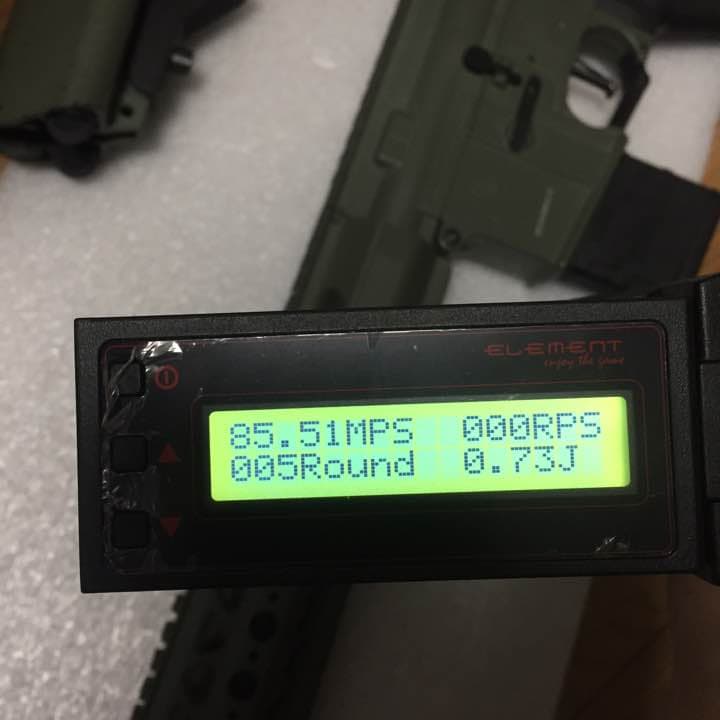 ELEMENT
enjoy the game
85.51MPS 000RPS
005Round 0.73J